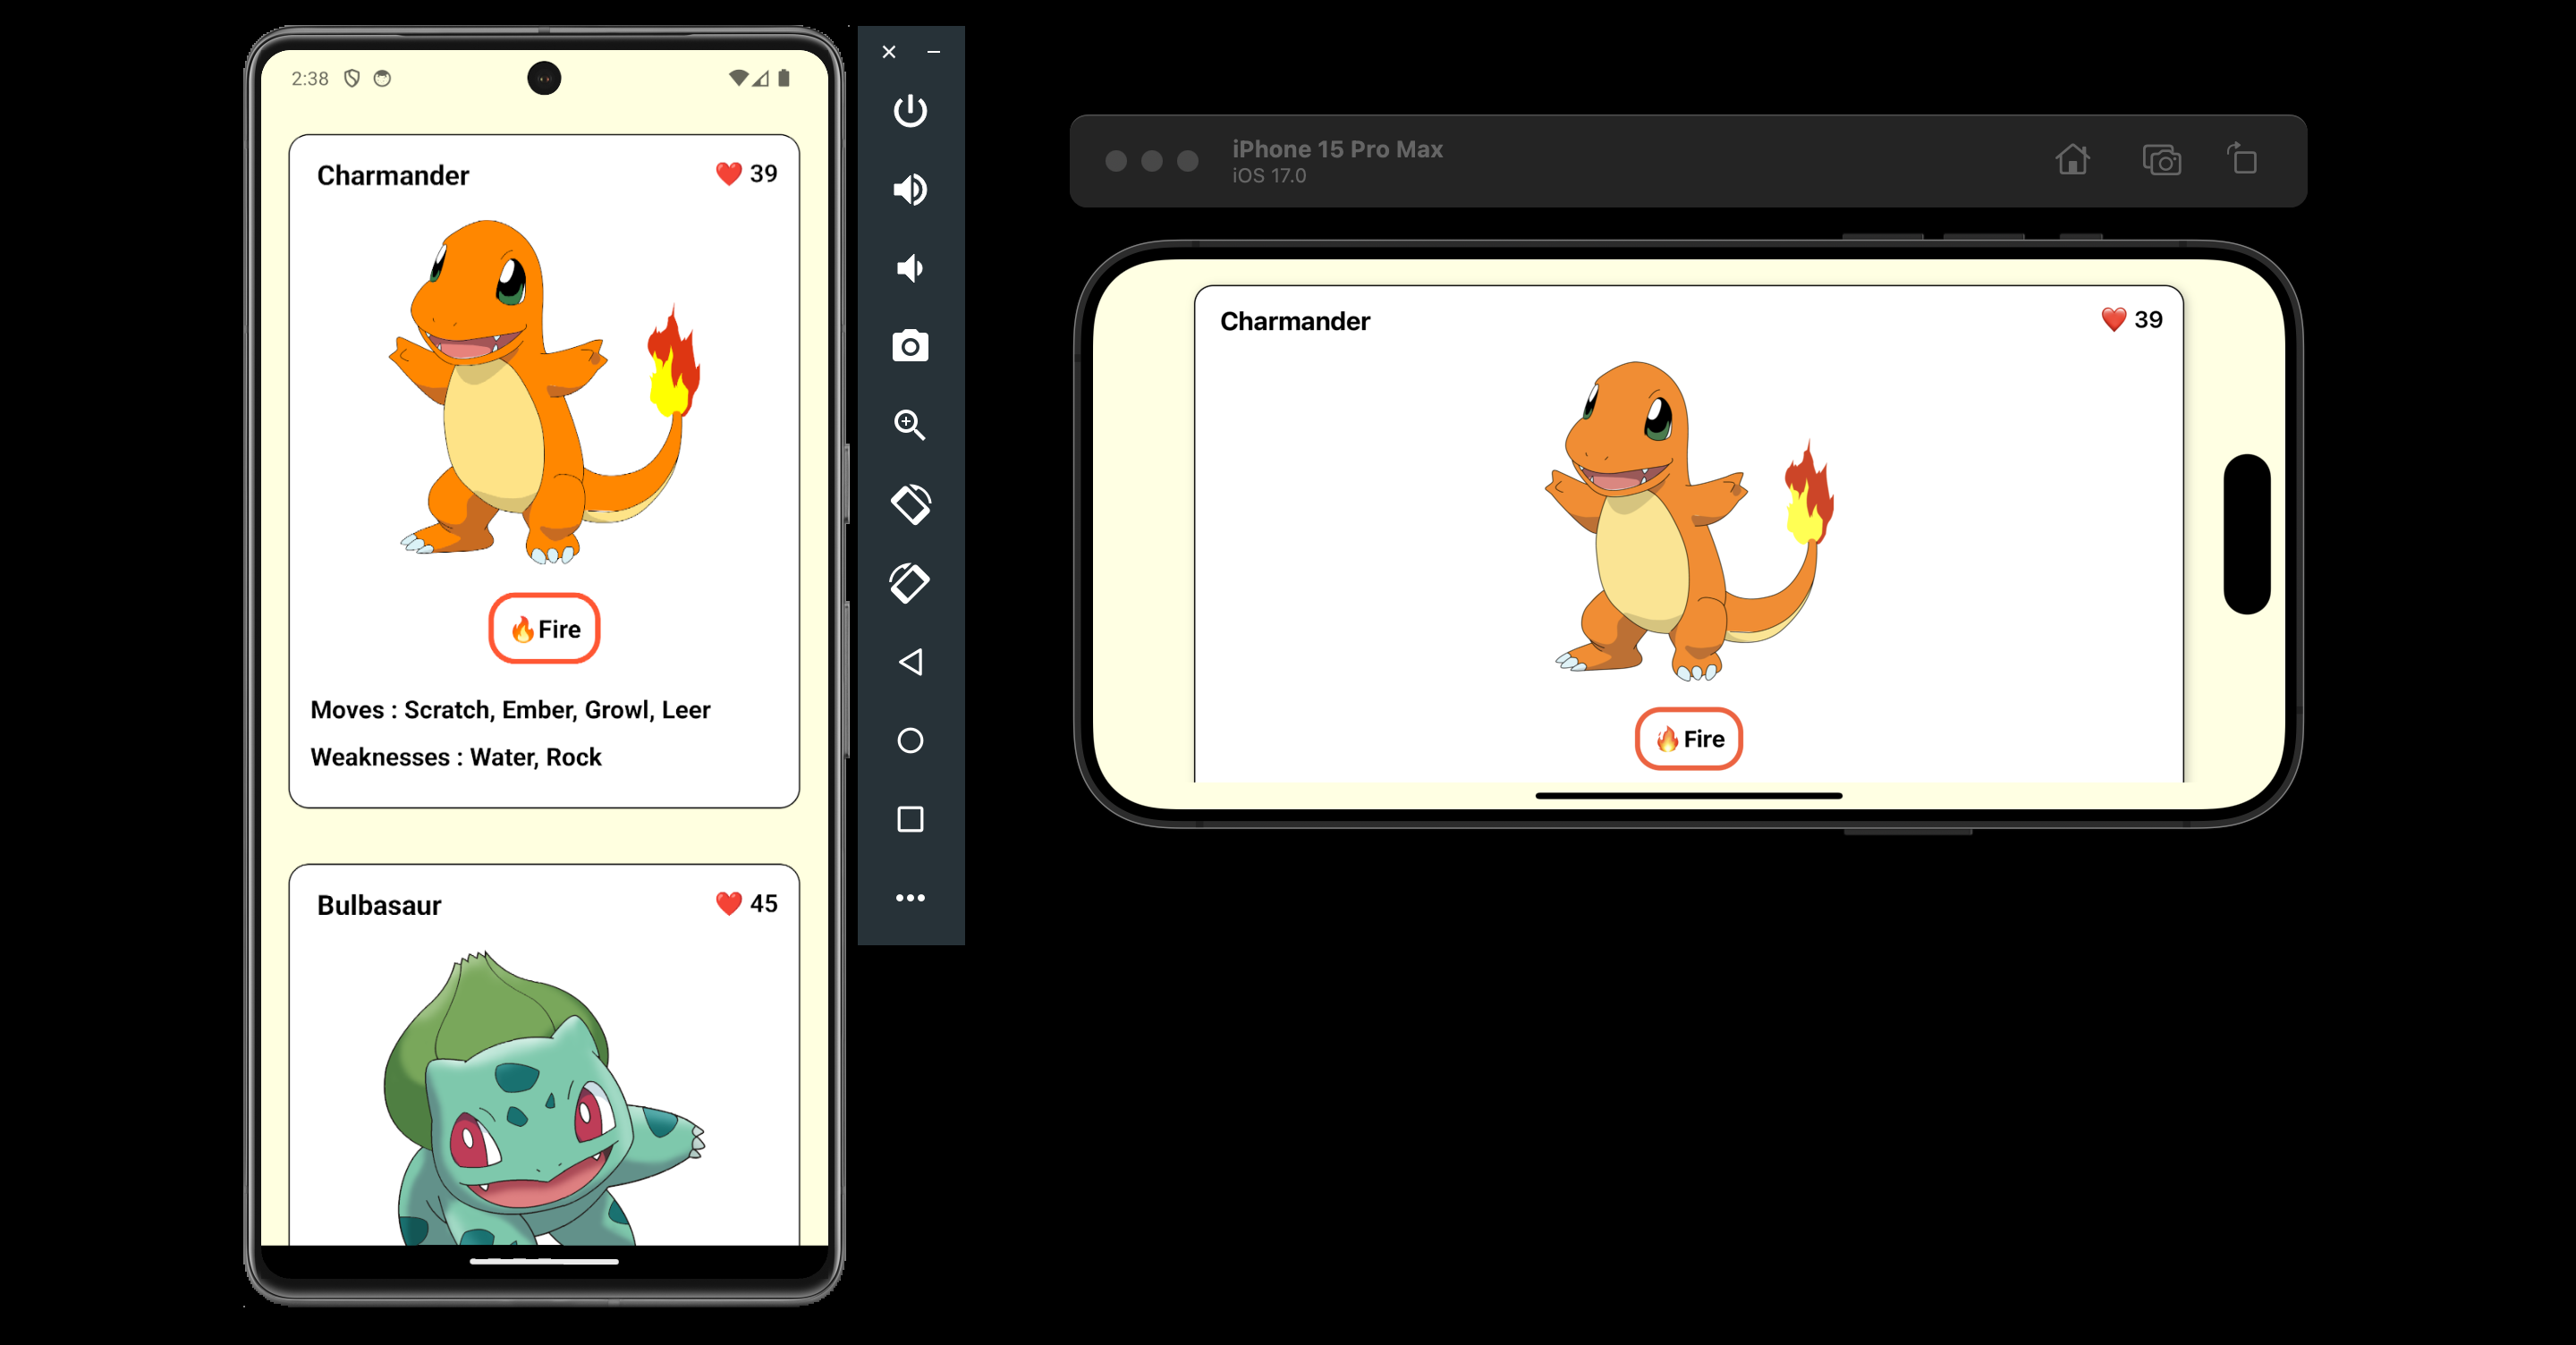 2:38
Charmander
❤️ 39
🔥Fire
Moves : Scratch, Ember, Growl, Leer
Weaknesses : Water, Rock
Bulbasaur
❤️ 45
iPhone 15 Pro Max
iOS 17.0
Charmander
❤️ 39
🔥 Fire